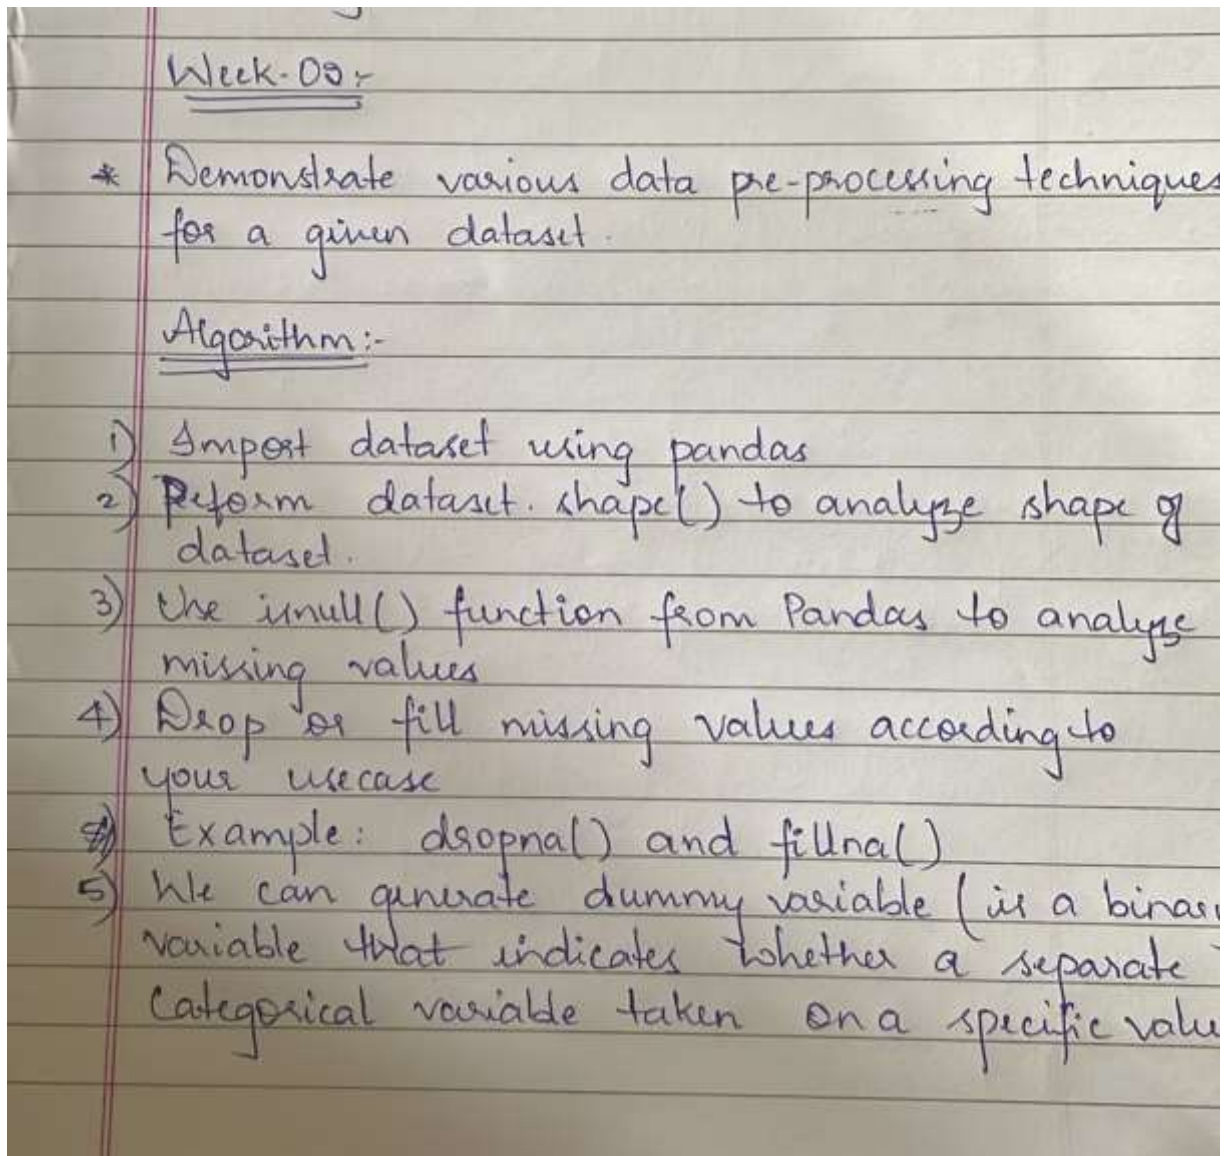 Week-09:-
* Demonstrate various data pre-processing techniques
for a given dataset.
Algorithm:-
1) Import dataset using pandas
2) Peform dataset.shape() to analyze shape of
dataset.
3) Use isnull() function from Pandas to analyze
missing values
4) Drop or fill missing values according to
your usecase
Example: dropna() and fillna()
5) We can generate dummy variable (is a binary
variable that indicates whether a separate
Categorical variable taken on a specific value